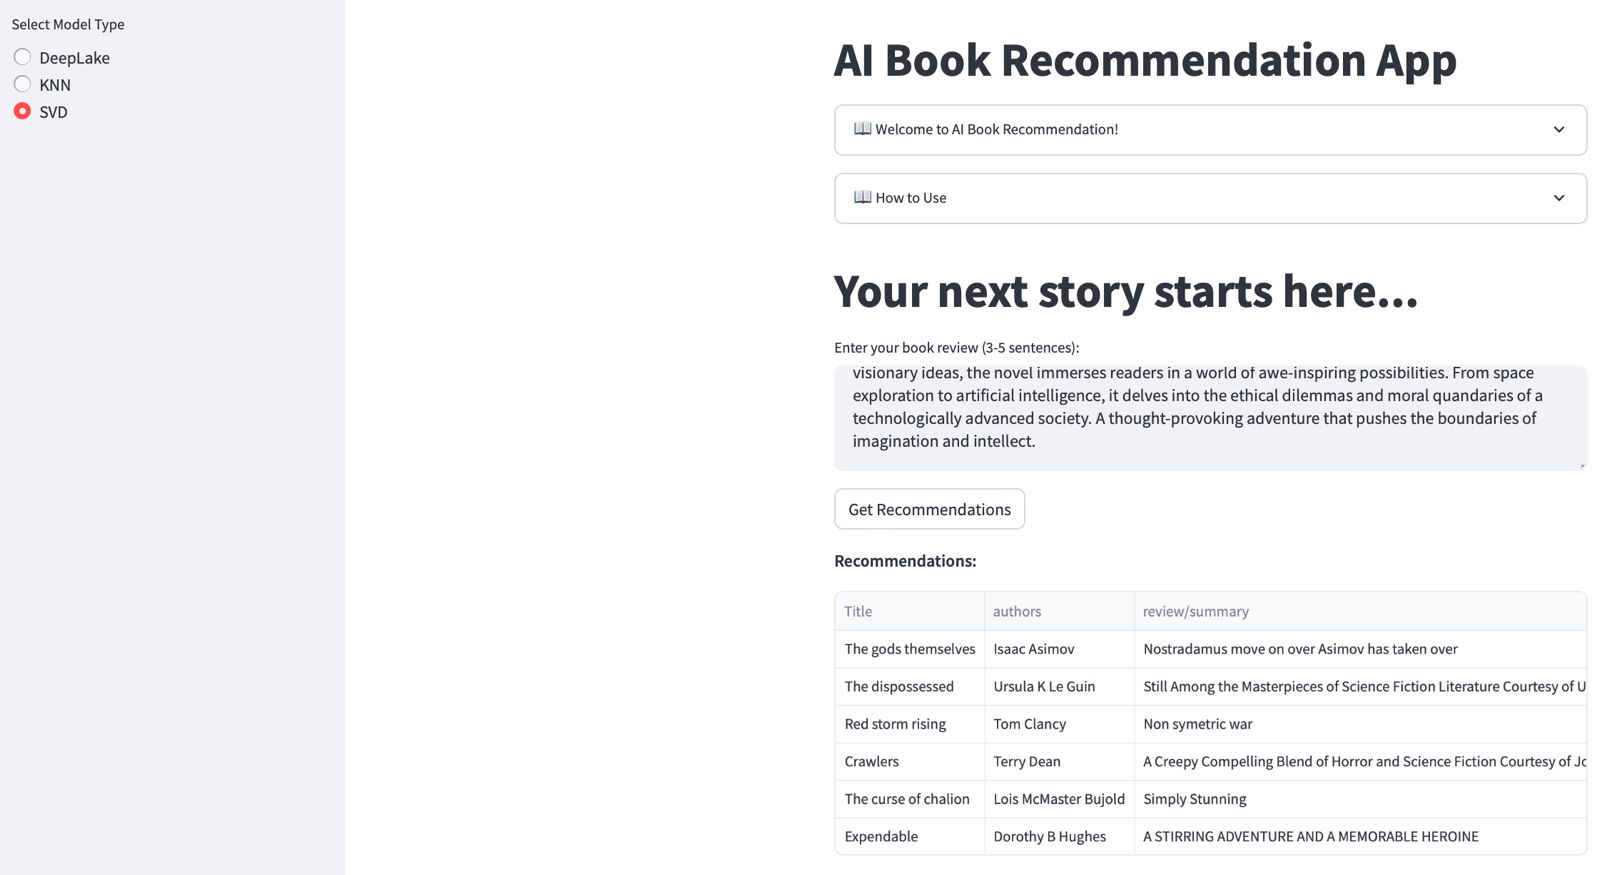 Select Model Type
DeepLake
KNN
SVD
AI Book Recommendation App
Welcome to AI Book Recommendation!
How to Use
Your next story starts here...
Enter your book review (3-5 sentences):
visionary ideas, the novel immerses readers in a world of awe-inspiring possibilities. From space
exploration to artificial intelligence, it delves into the ethical dilemmas and moral quandaries of a
technologically advanced society. A thought-provoking adventure that pushes the boundaries of
imagination and intellect.
Get Recommendations
Recommendations:
Title authors review/summary
The gods themselves Isaac Asimov Nostradamus move on over Asimov has taken over
The dispossessed Ursula K Le Guin Still Among the Masterpieces of Science Fiction Literature Courtesy of U
Red storm rising Tom Clancy Non symetric war
Crawlers Terry Dean A Creepy Compelling Blend of Horror and Science Fiction Courtesy of Jo
The curse of chalion Lois McMaster Bujold Simply Stunning
Expendable Dorothy B Hughes A STIRRING ADVENTURE AND A MEMORABLE HEROINE